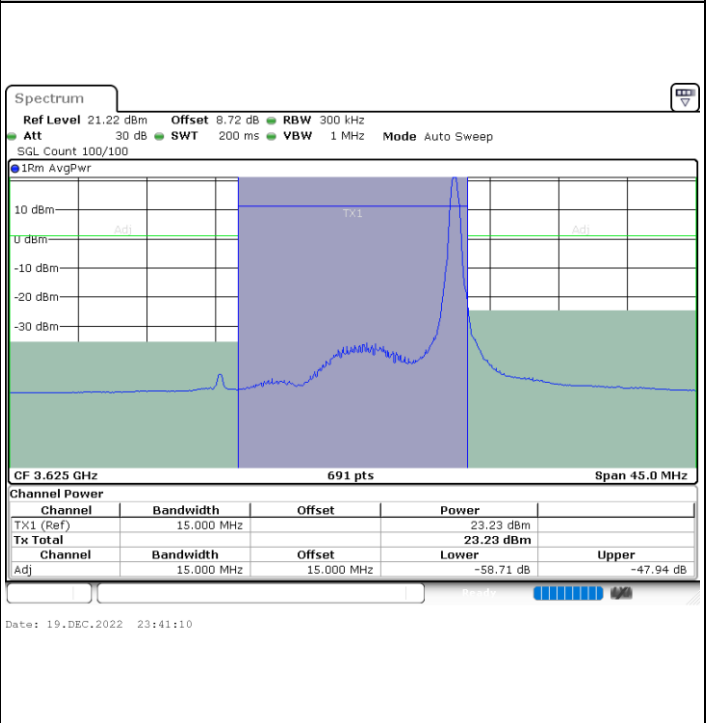 Spectrum
Ref Level 21.22 dBm Offset 8.72 dB RBW 300 kHz
Att 30 dB SWT 200 ms VBW 1 MHz Mode Auto Sweep
SGL Count 100/100
1Rm AvgPwr
10 dBm
TX1
Adj Adj
0 dBm
-10 dBm
-20 dBm
-30 dBm
CF 3.625 GHz 691 pts Span 45.0 MHz
Channel Power
Channel Bandwidth Offset Power
TX1 (Ref) 15.000 MHz 23.23 dBm
Tx Total 23.23 dBm
Channel Bandwidth Offset Lower Upper
Adj 15.000 MHz 15.000 MHz -58.71 dB -47.94 dB
Ready
Date: 19.DEC.2022 23:41:10